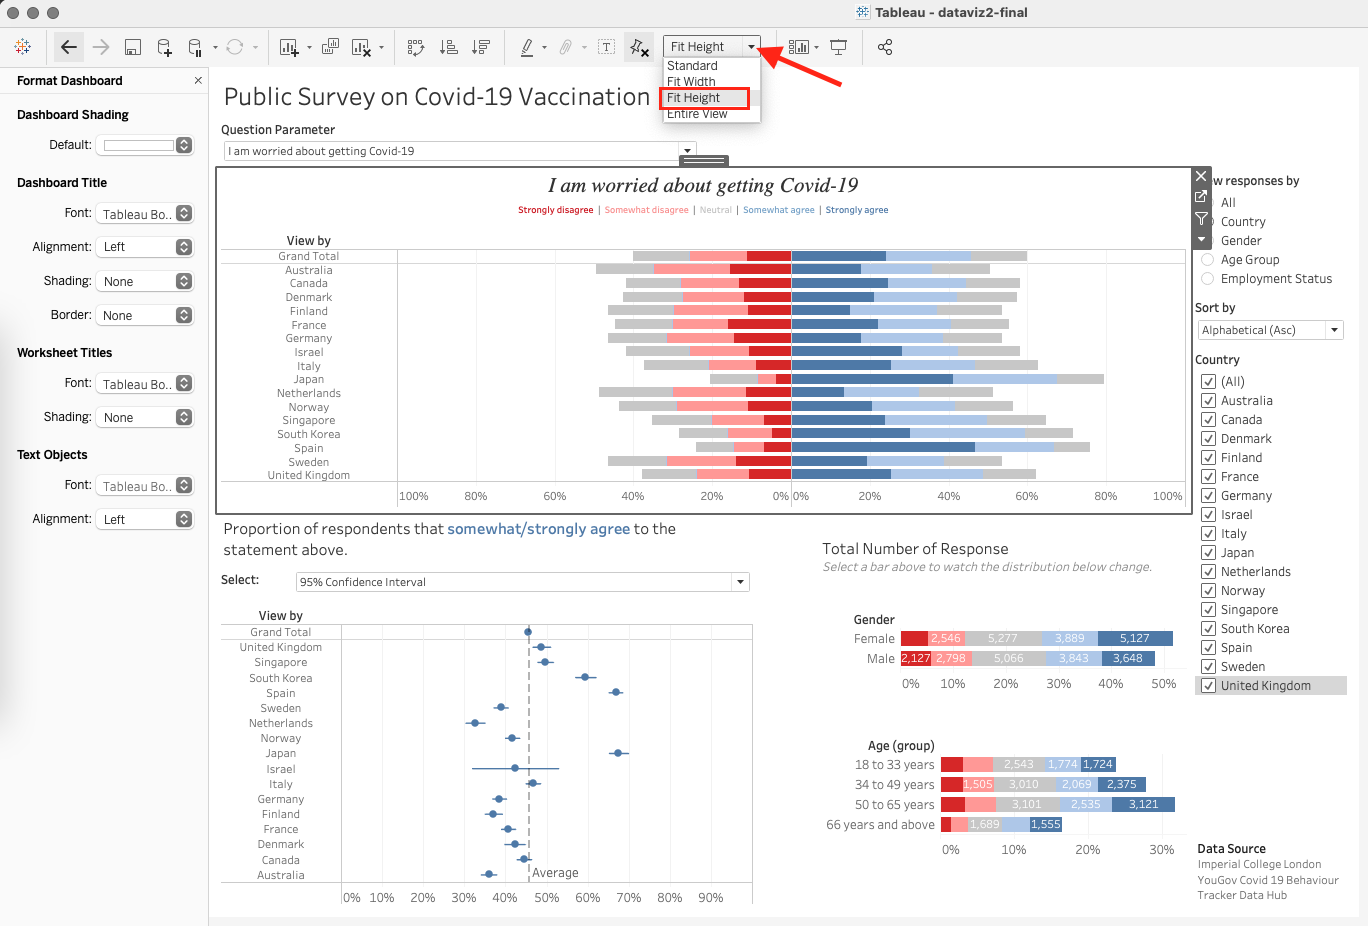 Tableau - dataviz2-final
Fit Height
Standard
Fit Width
Fit Height
Entire View
Format Dashboard
Dashboard Shading
Default:
Dashboard Title
Font: Tableau Bo..
Alignment: Left
Shading: None
Border: None
Worksheet Titles
Font: Tableau Bo..
Shading: None
Text Objects
Font: Tableau Bo..
Alignment: Left
Public Survey on Covid-19 Vaccination
Question Parameter
I am worried about getting Covid-19
I am worried about getting Covid-19
Strongly disagree | Somewhat disagree | Neutral | Somewhat agree | Strongly agree
View by
Grand Total
Australia
Canada
Denmark
Finland
France
Germany
Israel
Italy
Japan
Netherlands
Norway
Singapore
South Korea
Spain
Sweden
United Kingdom
100% 80% 60% 40% 20% 0% 0% 20% 40% 60% 80% 100%
responses by
All
Country
Gender
Age Group
Employment Status
Sort by
Alphabetical (Asc)
Country
(All)
Australia
Canada
Denmark
Finland
France
Germany
Israel
Italy
Japan
Netherlands
Norway
Singapore
South Korea
Spain
Sweden
United Kingdom
Proportion of respondents that somewhat/strongly agree to the
statement above.
Select: 95% Confidence Interval
View by
Grand Total
United Kingdom
Singapore
South Korea
Spain
Sweden
Netherlands
Norway
Japan
Israel
Italy
Germany
Finland
France
Denmark
Canada
Australia
Average
0% 10% 20% 30% 40% 50% 60% 70% 80% 90%
Total Number of Response
Select a bar above to watch the distribution below change.
Gender
Female 2,546 5,277 3,889 5,127
Male 2,127 2,798 5,066 3,843 3,648
0% 10% 20% 30% 40% 50%
Age (group)
18 to 33 years 2,543 1,774 1,724
34 to 49 years 1,505 3,010 2,069 2,375
50 to 65 years 3,101 2,535 3,121
66 years and above 1,689 1,555
0% 10% 20% 30%
Data Source
Imperial College London
YouGov Covid 19 Behaviour
Tracker Data Hub